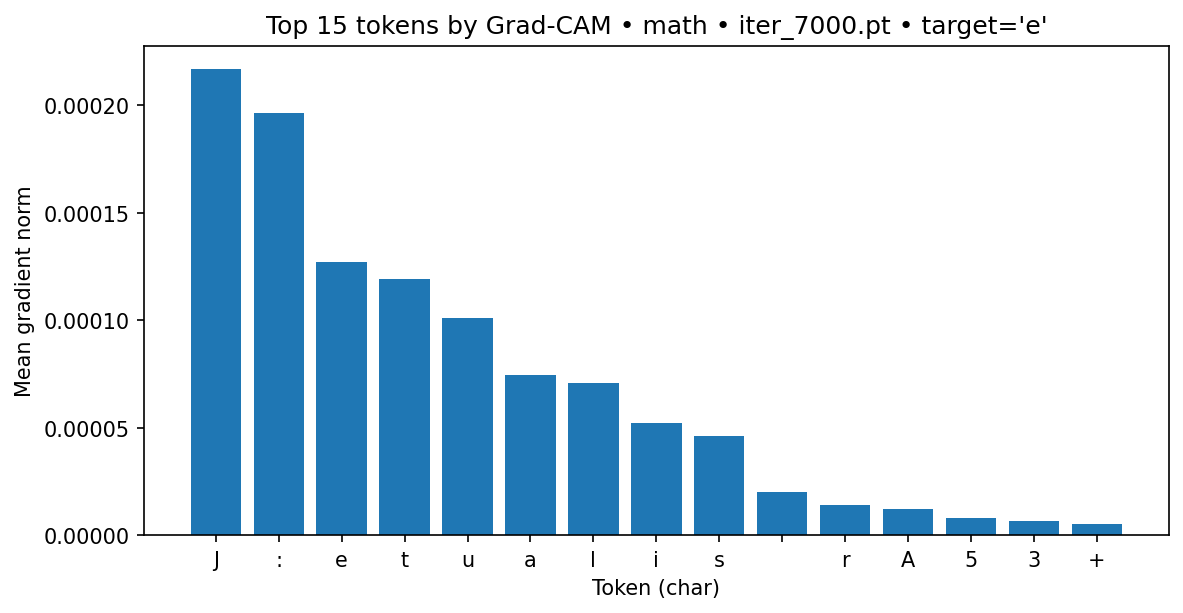 Top 15 tokens by Grad-CAM • math • iter_7000.pt • target='e'
Mean gradient norm
0.00020
0.00015
0.00010
0.00005
0.00000
J : e t u a l i s r A 5 3 +
Token (char)